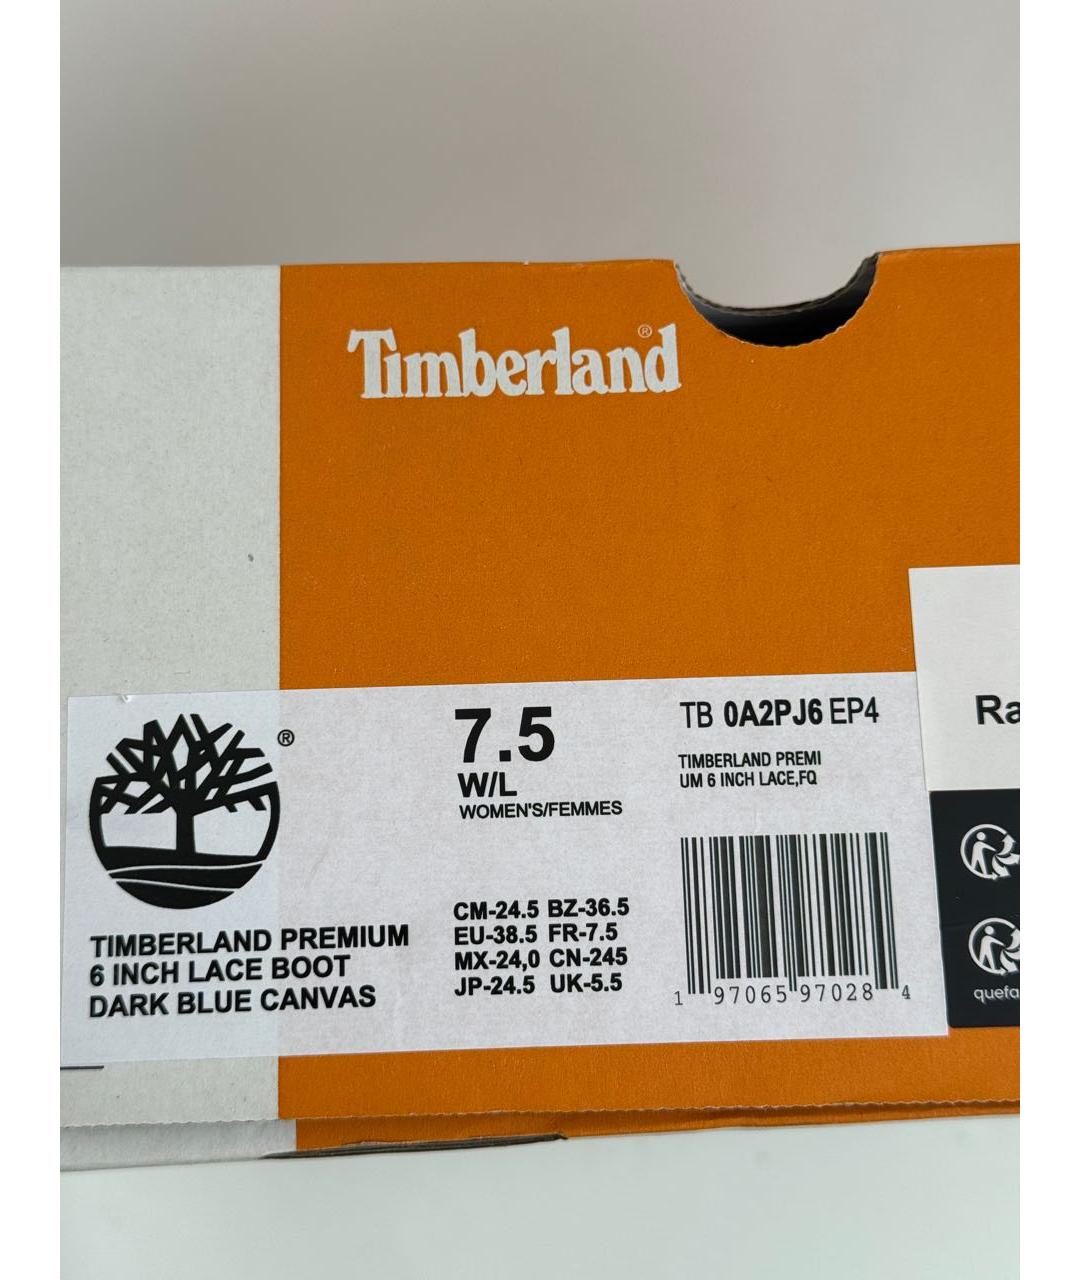 Timberland®
®
7.5
W/L
WOMEN'S/FEMMES
TB 0A2PJ6 EP4
TIMBERLAND PREMI
UM 6 INCH LACE,FQ
TIMBERLAND PREMIUM
6 INCH LACE BOOT
DARK BLUE CANVAS
CM-24.5 BZ-36.5
EU-38.5 FR-7.5
MX-24,0 CN-245
JP-24.5 UK-5.5
1 97065 97028 4
Ra
quefa